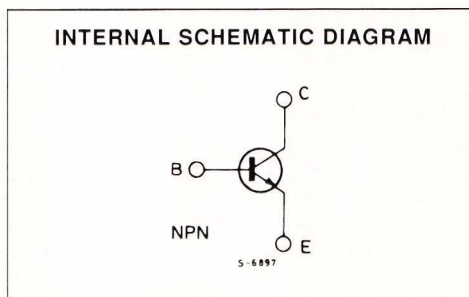 INTERNAL SCHEMATIC DIAGRAM
C
B
NPN
E
S-6897